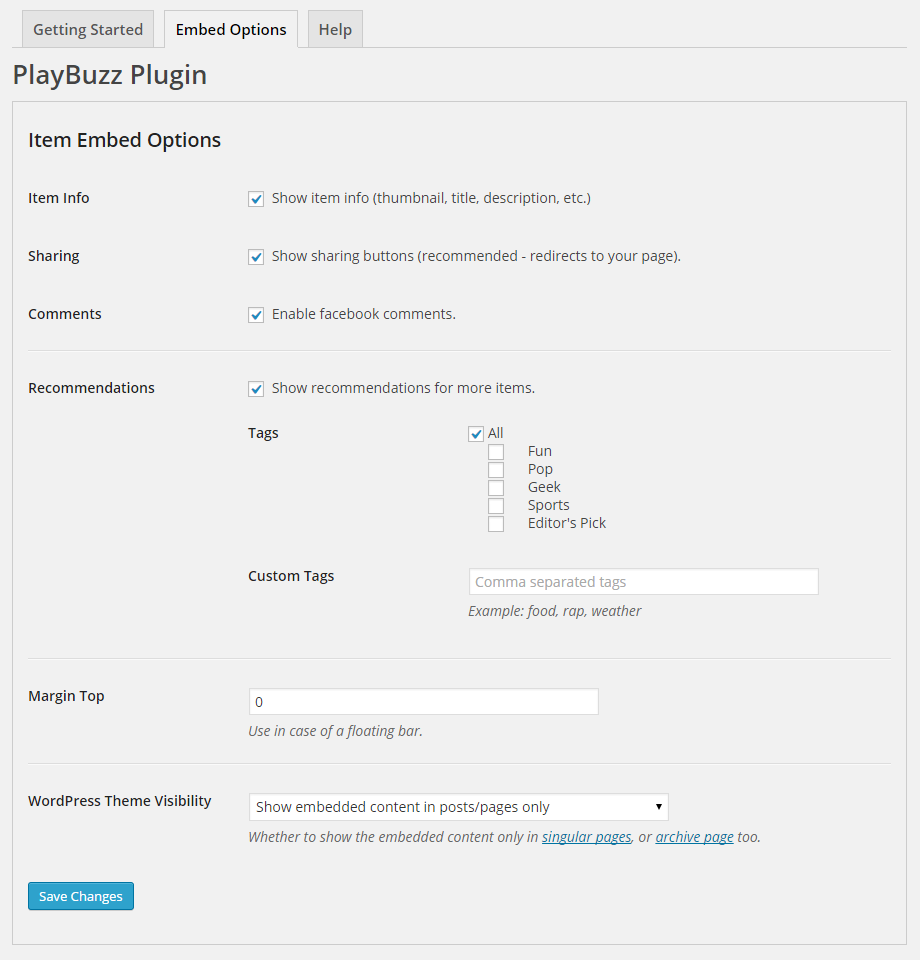 Getting Started Embed Options Help
PlayBuzz Plugin
Item Embed Options
Item Info Show item info (thumbnail, title, description, etc.)
Sharing Show sharing buttons (recommended - redirects to your page).
Comments Enable facebook comments.
Recommendations Show recommendations for more items.
Tags All
Fun
Pop
Geek
Sports
Editor's Pick
Custom Tags Comma separated tags
Example: food, rap, weather
Margin Top 0
Use in case of a floating bar.
WordPress Theme Visibility Show embedded content in posts/pages only
Whether to show the embedded content only in singular pages, or archive page too.
Save Changes